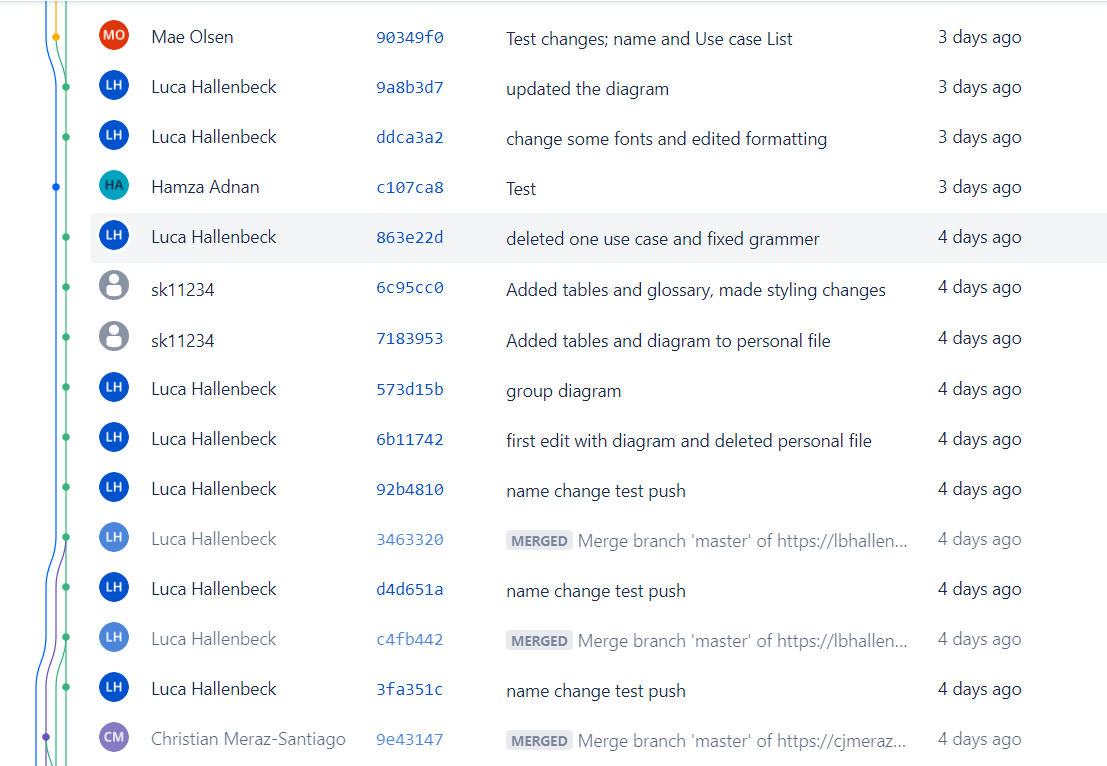 MO Mae Olsen 90349f0 Test changes; name and Use case List 3 days ago
LH Luca Hallenbeck 9a8b3d7 updated the diagram 3 days ago
LH Luca Hallenbeck ddca3a2 change some fonts and edited formatting 3 days ago
HA Hamza Adnan c107ca8 Test 3 days ago
LH Luca Hallenbeck 863e22d deleted one use case and fixed grammer 4 days ago
sk11234 6c95cc0 Added tables and glossary, made styling changes 4 days ago
sk11234 7183953 Added tables and diagram to personal file 4 days ago
LH Luca Hallenbeck 573d15b group diagram 4 days ago
LH Luca Hallenbeck 6b11742 first edit with diagram and deleted personal file 4 days ago
LH Luca Hallenbeck 92b4810 name change test push 4 days ago
LH Luca Hallenbeck 3463320 MERGED Merge branch 'master' of https://lbhallen... 4 days ago
LH Luca Hallenbeck d4d651a name change test push 4 days ago
LH Luca Hallenbeck c4fb442 MERGED Merge branch 'master' of https://lbhallen... 4 days ago
LH Luca Hallenbeck 3fa351c name change test push 4 days ago
CM Christian Meraz-Santiago 9e43147 MERGED Merge branch 'master' of https://cjmeraz... 4 days ago